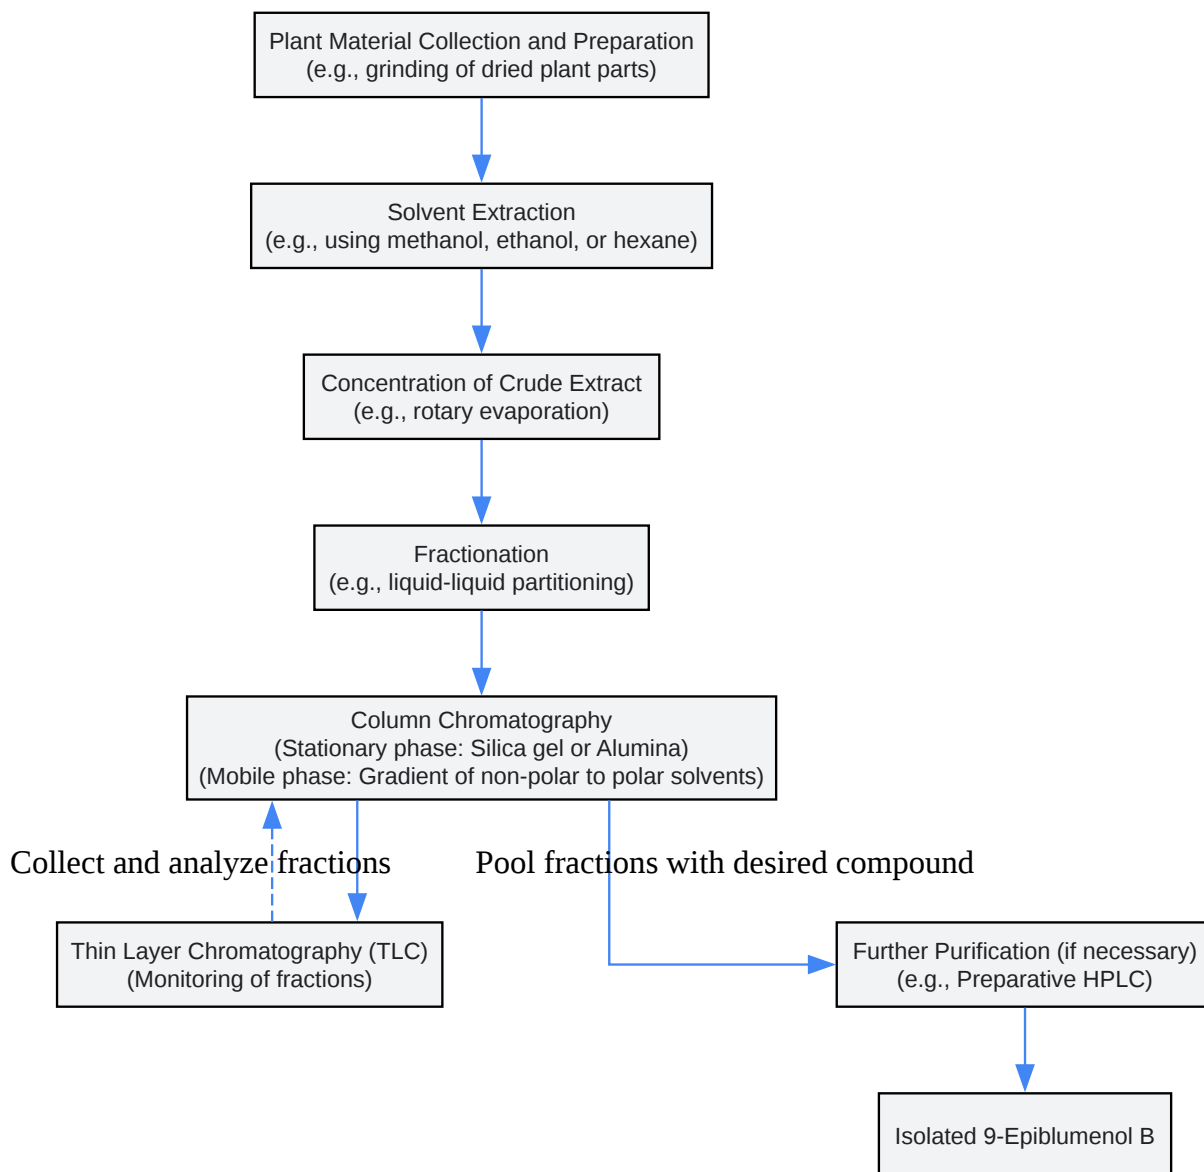 Plant Material Collection and Preparation
(e.g., grinding of dried plant parts)
Solvent Extraction
(e.g., using methanol, ethanol, or hexane)
Concentration of Crude Extract
(e.g., rotary evaporation)
Fractionation
(e.g., liquid-liquid partitioning)
Column Chromatography
(Stationary phase: Silica gel or Alumina)
(Mobile phase: Gradient of non-polar to polar solvents)
Collect and analyze fractions
Pool fractions with desired compound
Thin Layer Chromatography (TLC)
(Monitoring of fractions)
Further Purification (if necessary)
(e.g., Preparative HPLC)
Isolated 9-Epiblumenol B